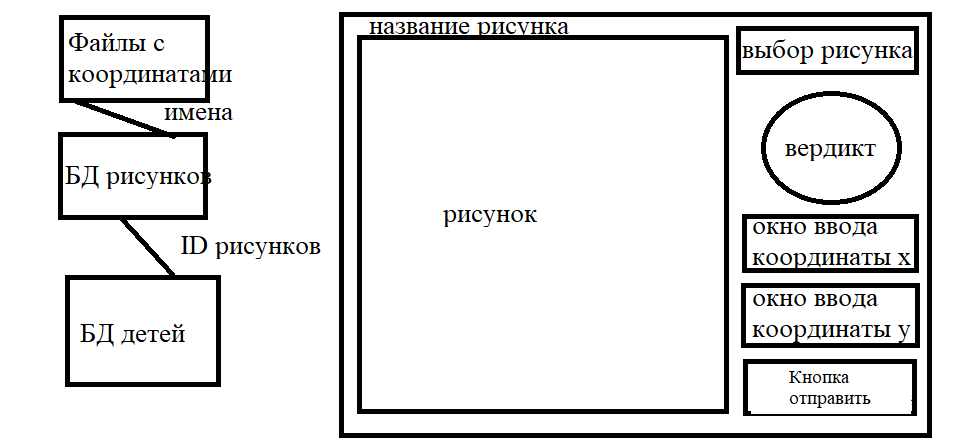 Файлы с
координатами
имена
БД рисунков
ID рисунков
БД детей
название рисунка
рисунок
выбор рисунка
вердикт
окно ввода
координаты x
окно ввода
координаты y
Кнопка
отправить